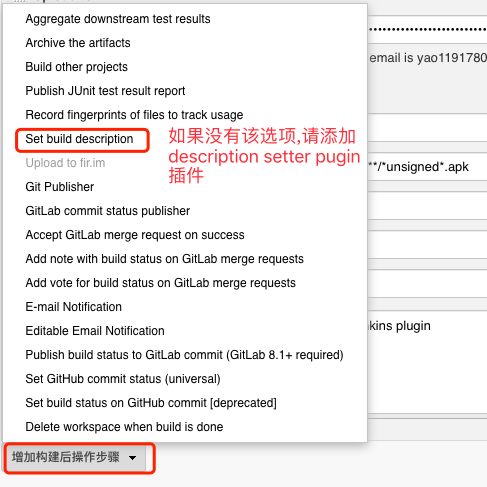 Aggregate downstream test results
Archive the artifacts
Build other projects
Publish JUnit test result report
Record fingerprints of files to track usage
Set build description
Upload to fir.im
Git Publisher
GitLab commit status publisher
Accept GitLab merge request on success
Add note with build status on GitLab merge requests
Add vote for build status on GitLab merge requests
E-mail Notification
Editable Email Notification
Publish build status to GitLab commit (GitLab 8.1+ required)
Set GitHub commit status (universal)
Set build status on GitHub commit [deprecated]
Delete workspace when build is done
增加构建后操作步骤
如果没有该选项,请添加
description setter pugin
插件
email is yao1191780
**/*unsigned*.apk
kins plugin